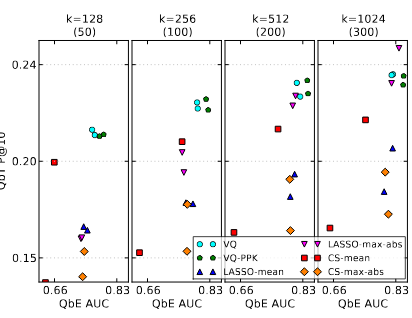 k=128 k=256 k=512 k=1024
(50) (100) (200) (300)
QbT P@10
0.24
0.20
0.15
VQ
VQ-PPK
LASSO-mean
LASSO-max-abs
CS-mean
CS-max-abs
0.66 0.83 0.66 0.83 0.66 0.83 0.66 0.83
QbE AUC QbE AUC QbE AUC QbE AUC